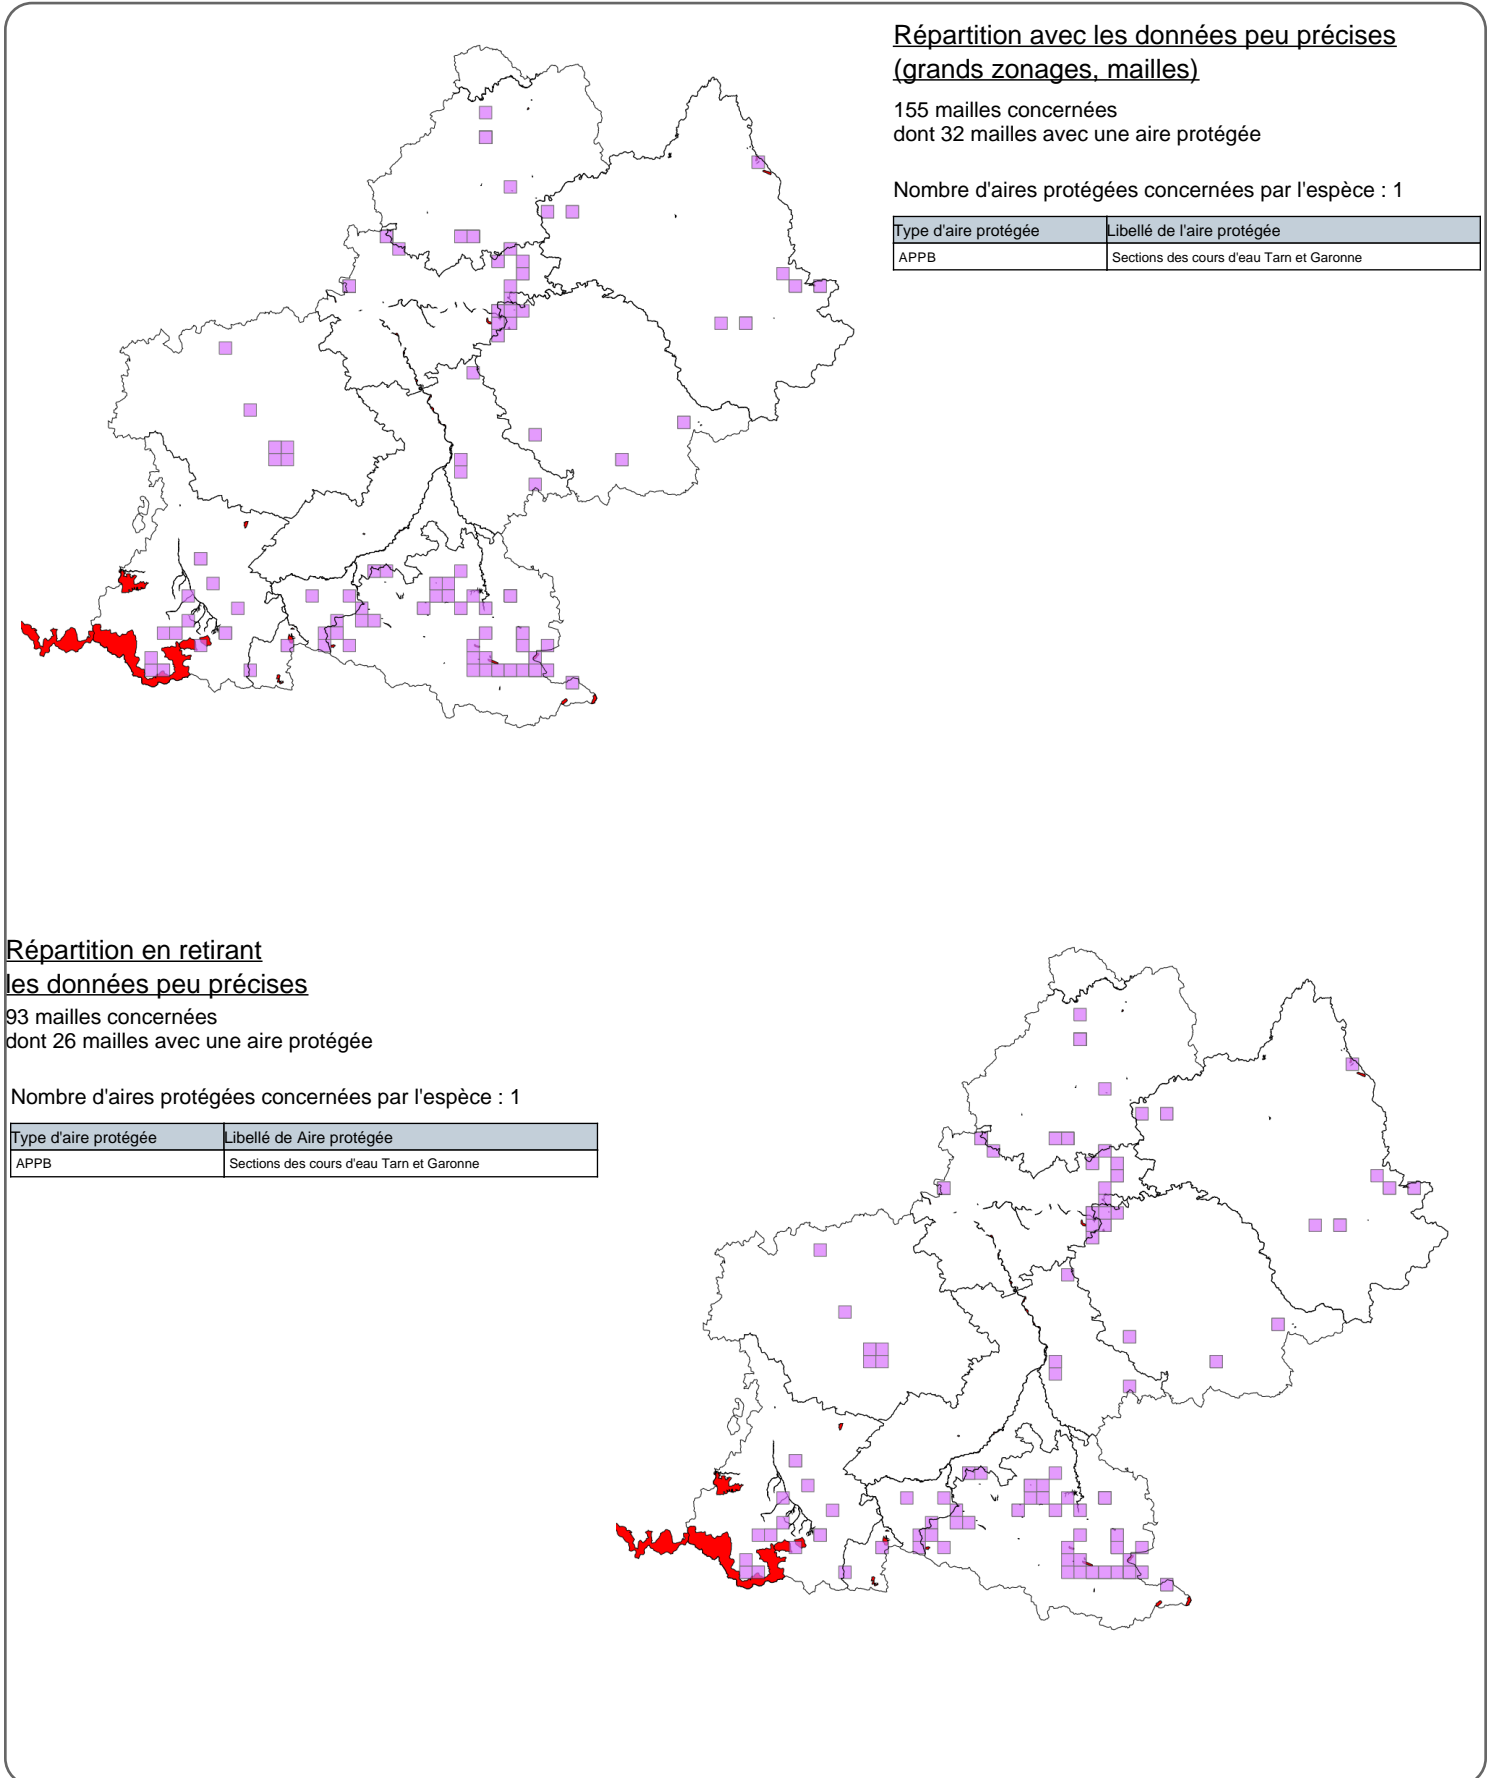 Répartition avec les données peu précises
(grands zonages, mailles)
155 mailles concernées
dont 32 mailles avec une aire protégée
Nombre d'aires protégées concernées par l'espèce : 1
Type d'aire protégée Libellé de l'aire protégée
APPB Sections des cours d'eau Tarn et Garonne
Répartition en retirant
les données peu précises
93 mailles concernées
dont 26 mailles avec une aire protégée
Nombre d'aires protégées concernées par l'espèce : 1
Type d'aire protégée Libellé de Aire protégée
APPB Sections des cours d'eau Tarn et Garonne